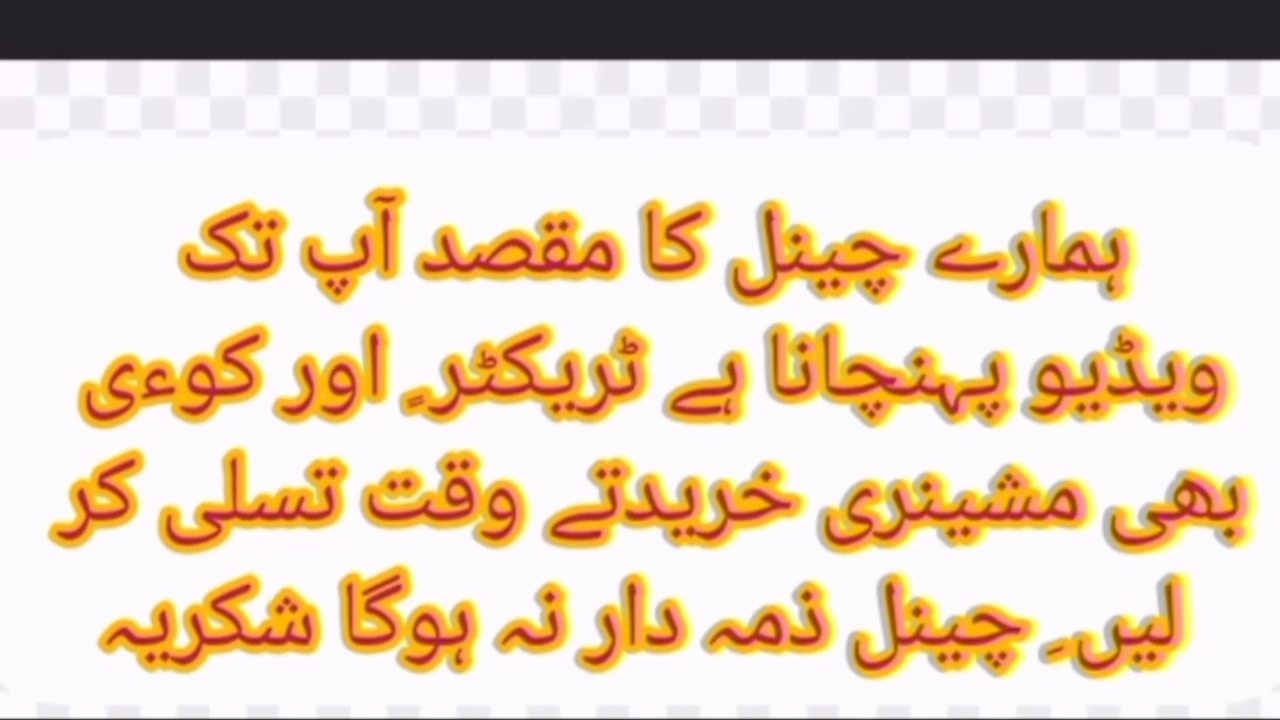 ہمارے چینل کا مقصد آپ تک
ویڈیو پہنچانا ہے ٹریکٹر ٍ اور کوءی
بھی مشینری خریدتے وقت تسلی کر
لیں ِ چینل ذمہ دار نہ ہوگا شکریہ